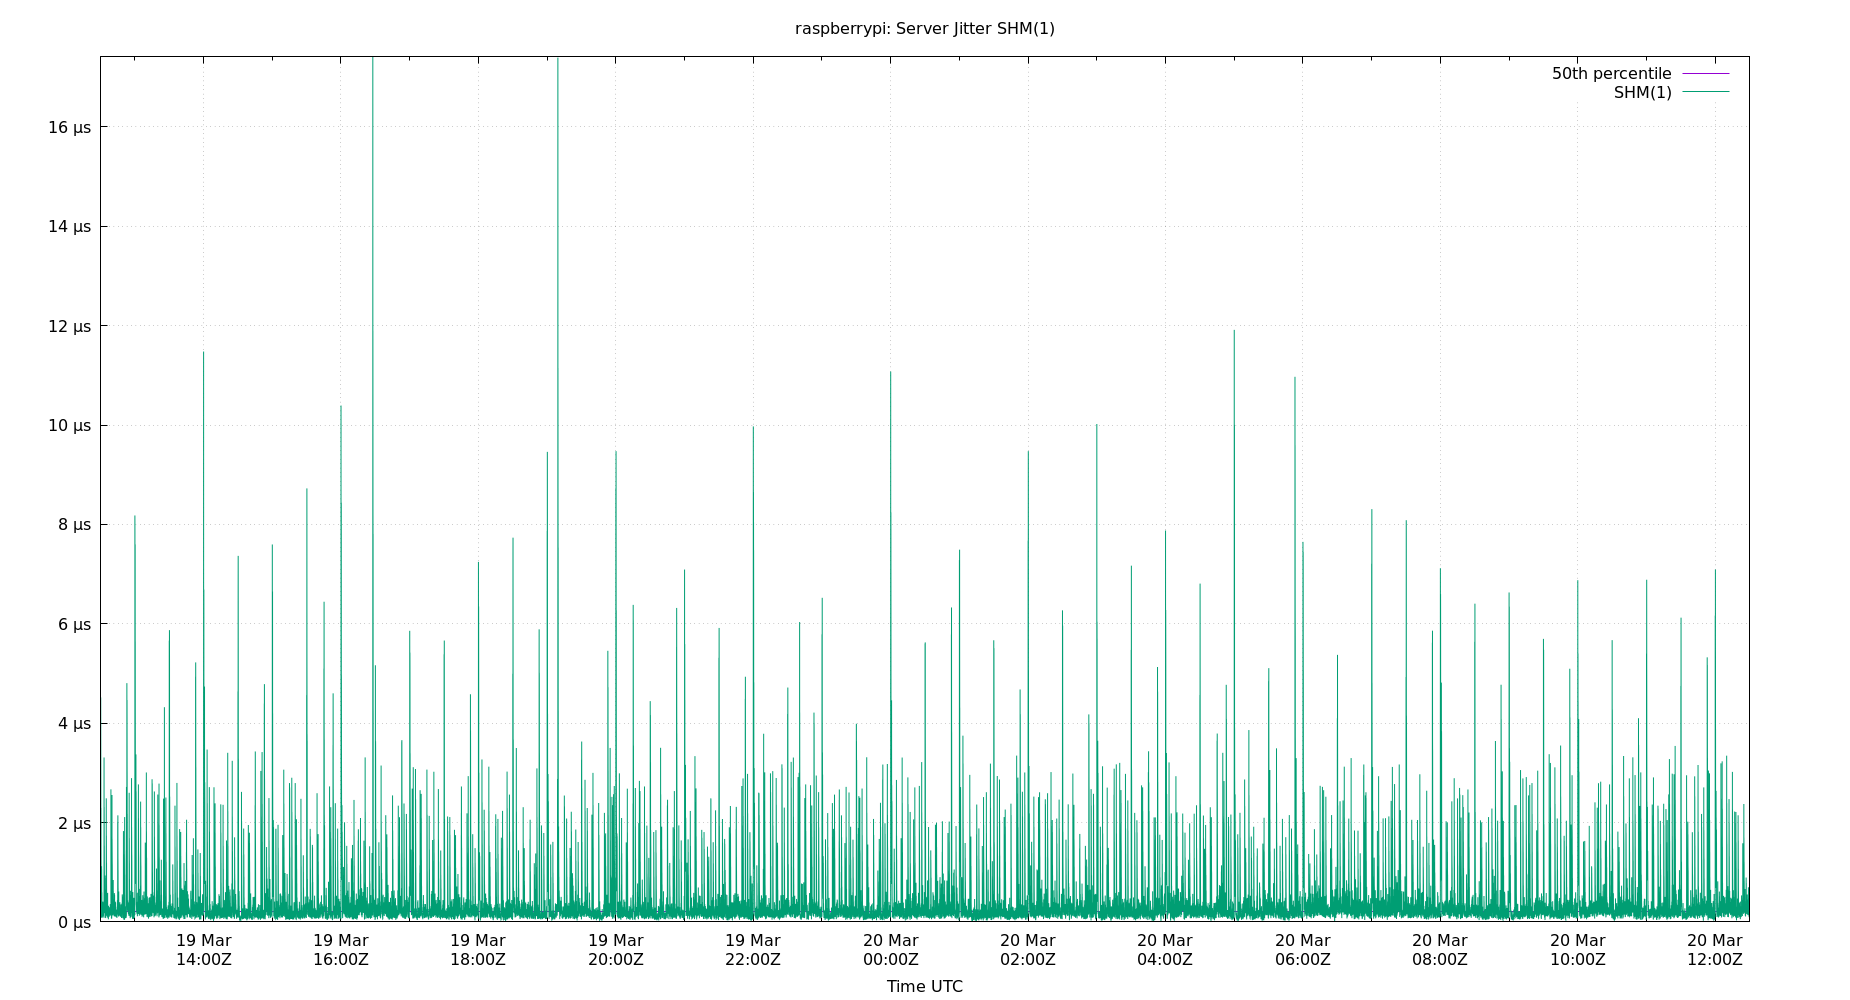 raspberrypi: Server Jitter SHM(1)
50th percentile
SHM(1)
16 µs
14 µs
12 µs
10 µs
8 µs
6 µs
4 µs
2 µs
0 µs
19 Mar 19 Mar 19 Mar 19 Mar 19 Mar 20 Mar 20 Mar 20 Mar 20 Mar 20 Mar 20 Mar 20 Mar
14:00Z 16:00Z 18:00Z 20:00Z 22:00Z 00:00Z 02:00Z 04:00Z 06:00Z 08:00Z 10:00Z 12:00Z
Time UTC